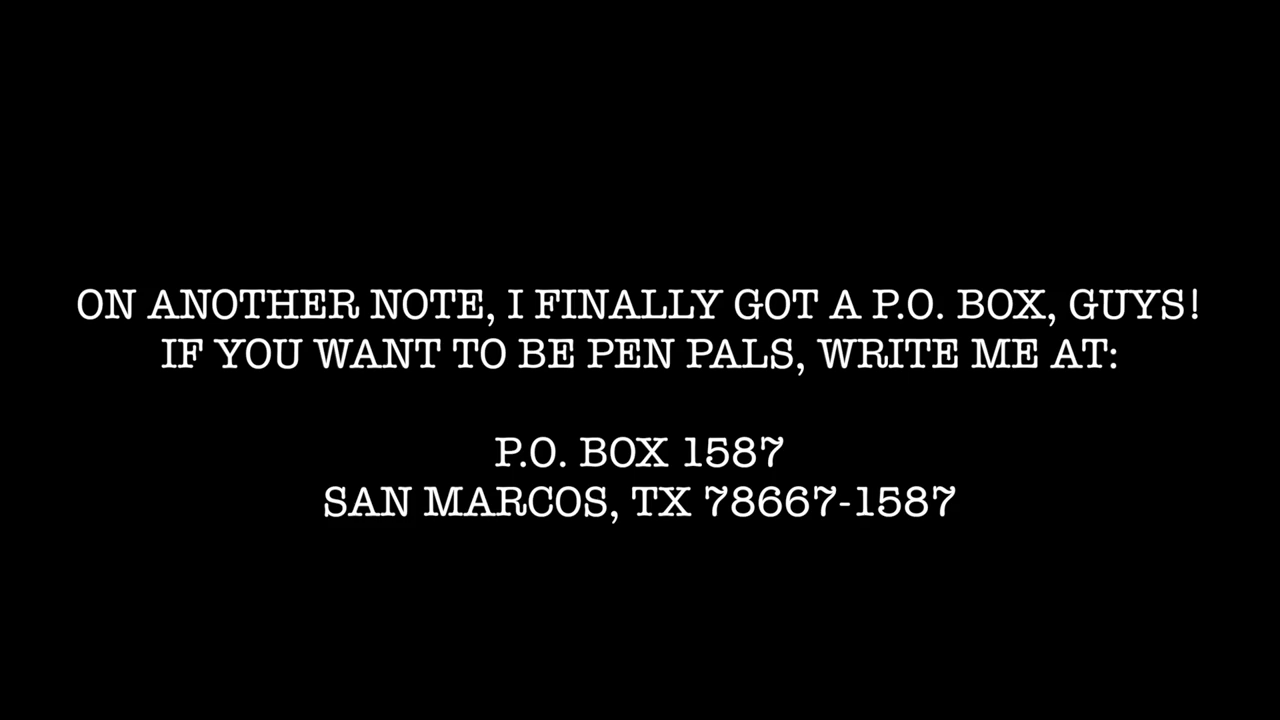 ON ANOTHER NOTE, I FINALLY GOT A P.O. BOX, GUYS!
IF YOU WANT TO BE PEN PALS, WRITE ME AT:
P.O. BOX 1587
SAN MARCOS, TX 78667-1587